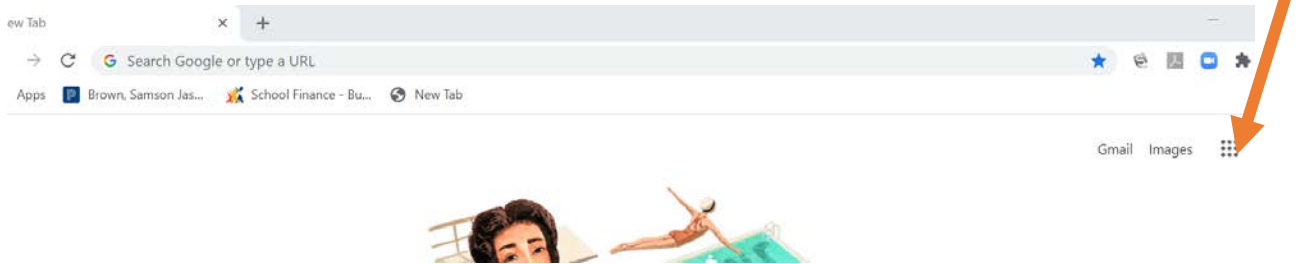 ew Tab
Search Google or type a URL
Apps Brown, Samson Jas... School Finance - Bu... New Tab
Gmail Images